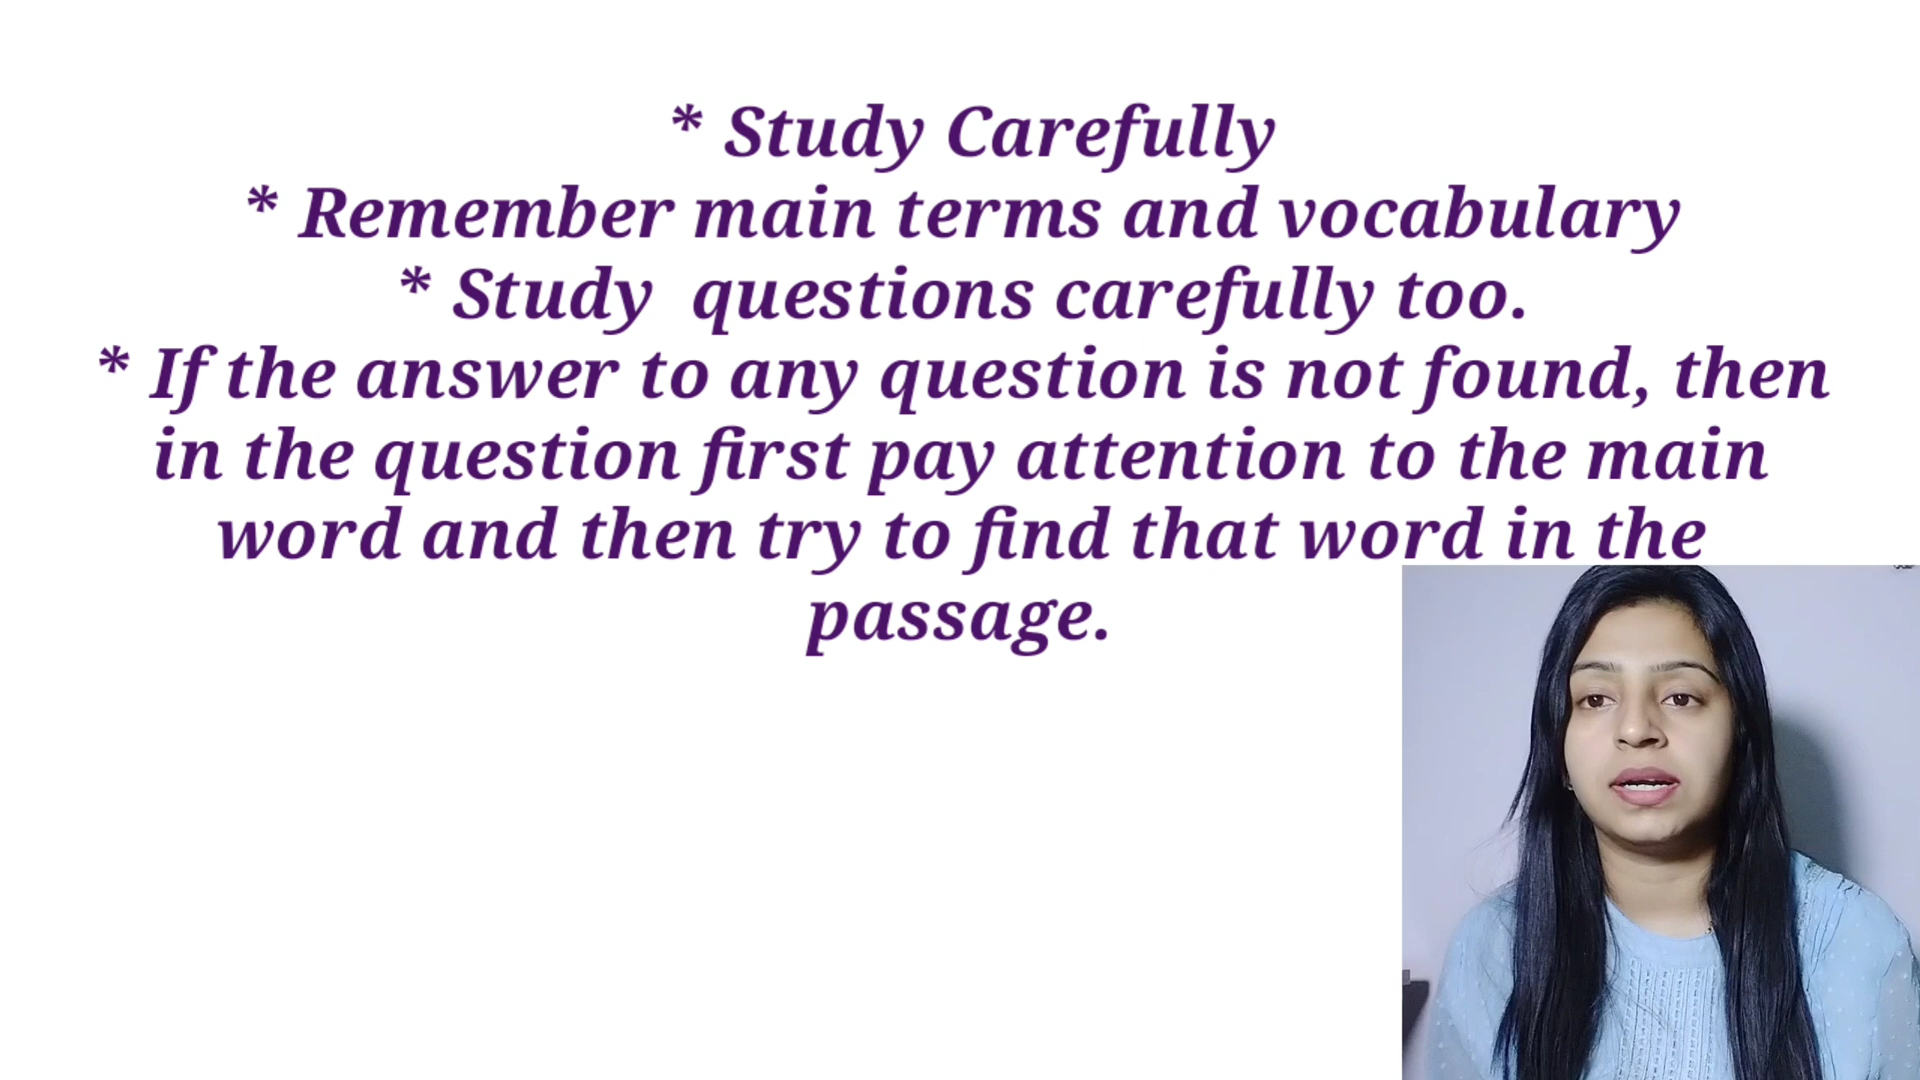 * Study Carefully
* Remember main terms and vocabulary
* Study  questions carefully too.
* If the answer to any question is not found, then
in the question first pay attention to the main
word and then try to find that word in the
passage.